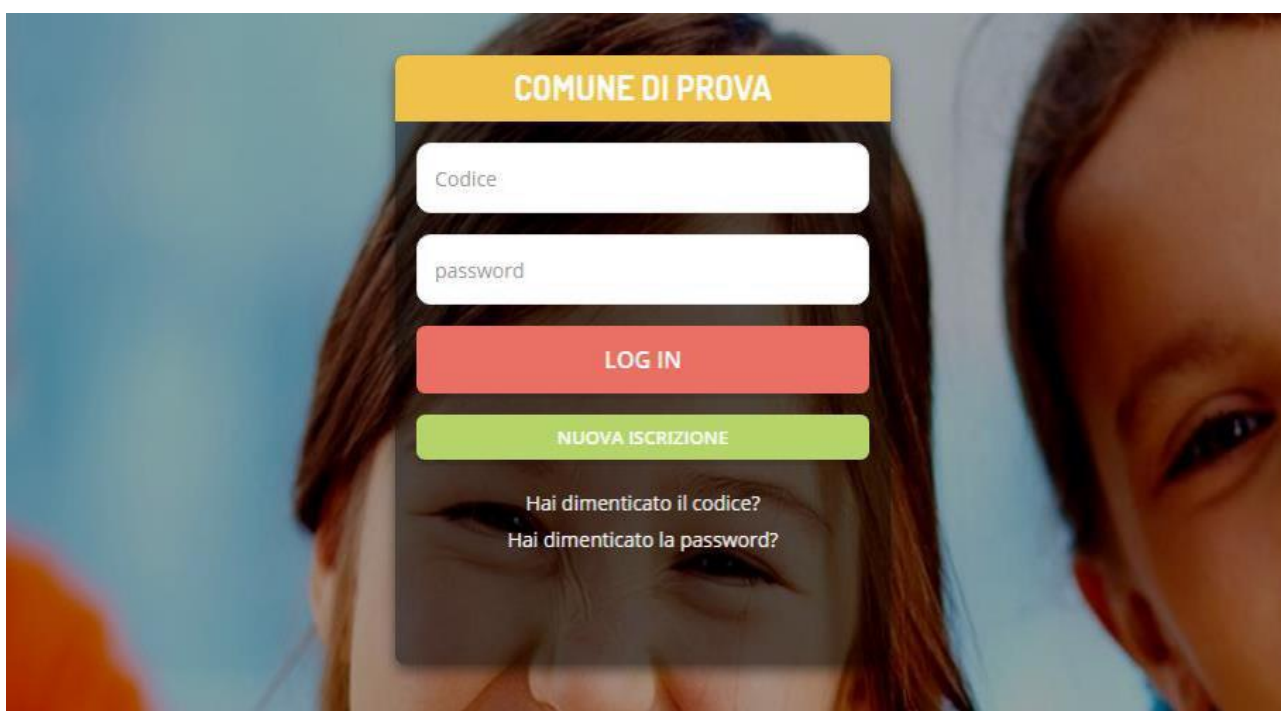 COMUNE DI PROVA
Codice
password
LOG IN
NUOVA ISCRIZIONE
Hai dimenticato il codice?
Hai dimenticato la password?